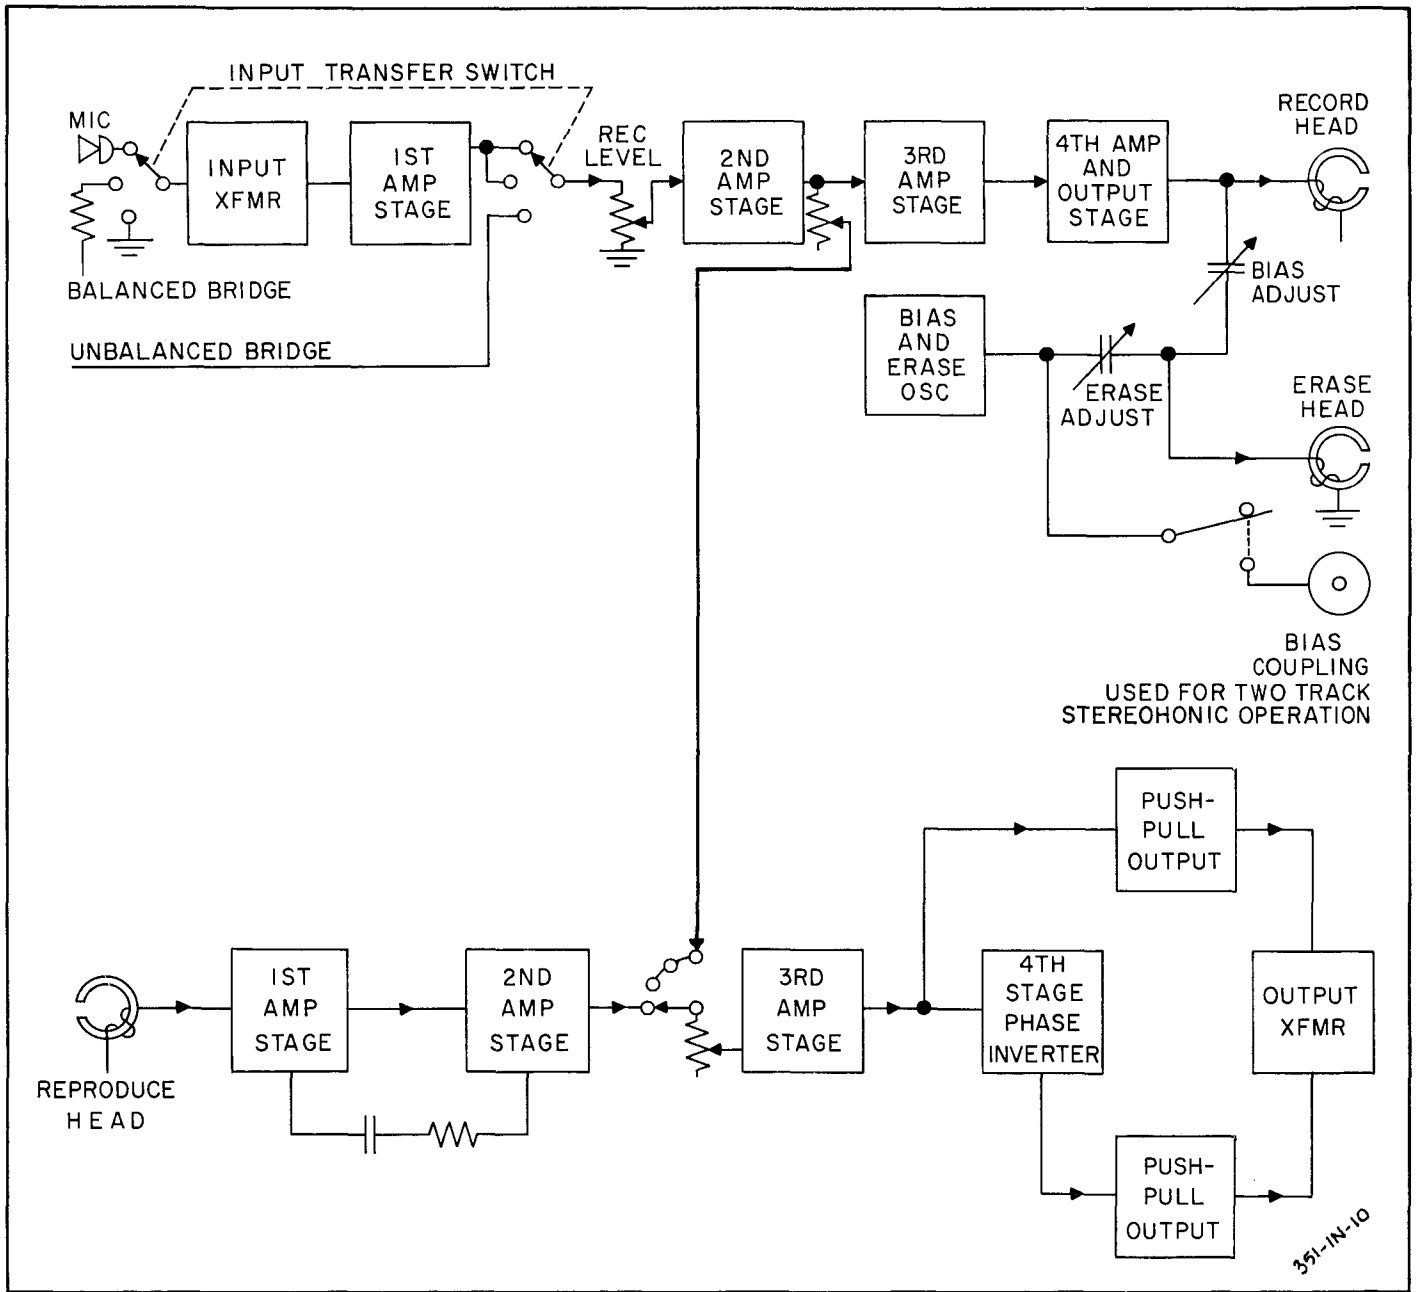 INPUT TRANSFER SWITCH
MIC
INPUT
XFMR
1ST
AMP
STAGE
REC
LEVEL
2ND
AMP
STAGE
3RD
AMP
STAGE
4TH AMP
AND
OUTPUT
STAGE
RECORD
HEAD
BALANCED BRIDGE
UNBALANCED BRIDGE
BIAS
ADJUST
BIAS
AND
ERASE
OSC
ERASE
ADJUST
ERASE
HEAD
BIAS
COUPLING
USED FOR TWO TRACK
STEREOHONIC OPERATION
REPRODUCE
HEAD
1ST
AMP
STAGE
2ND
AMP
STAGE
3RD
AMP
STAGE
4TH
STAGE
PHASE
INVERTER
PUSH-
PULL
OUTPUT
OUTPUT
XFMR
PUSH-
PULL
OUTPUT
351-IN-10